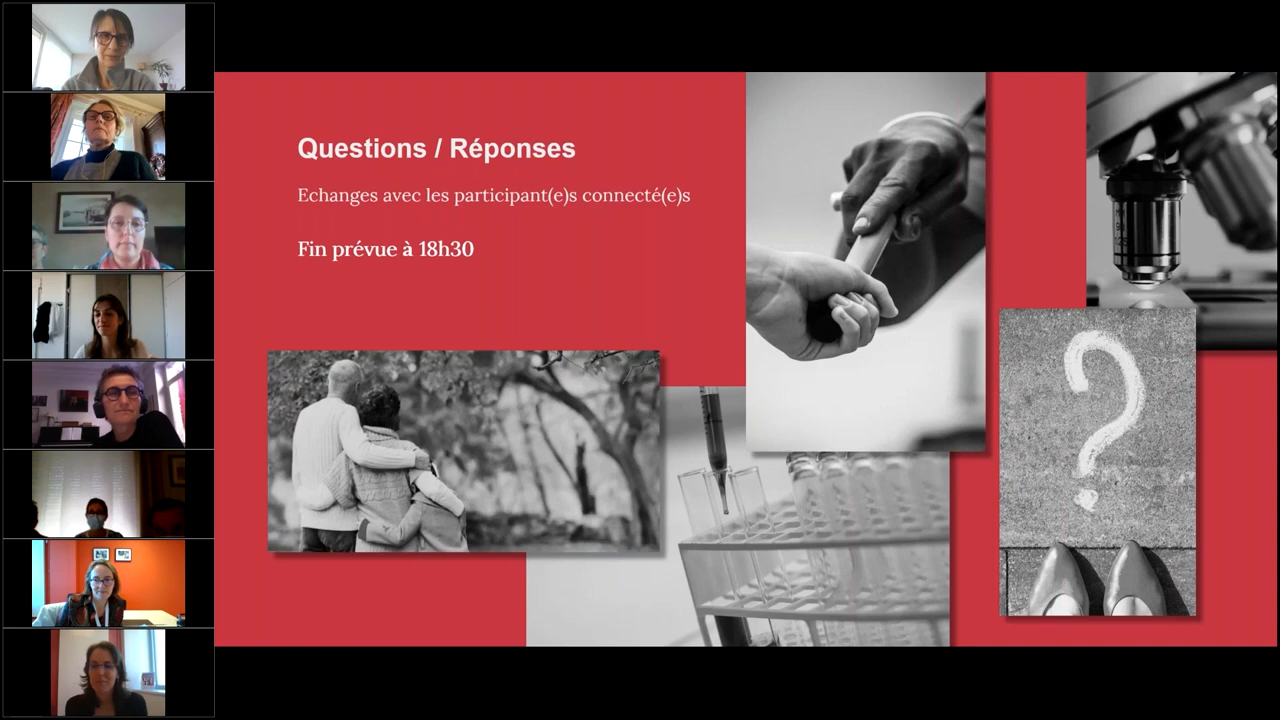 Questions / Réponses
Echanges avec les participant(e)s connecté(e)s
Fin prévue à 18h30